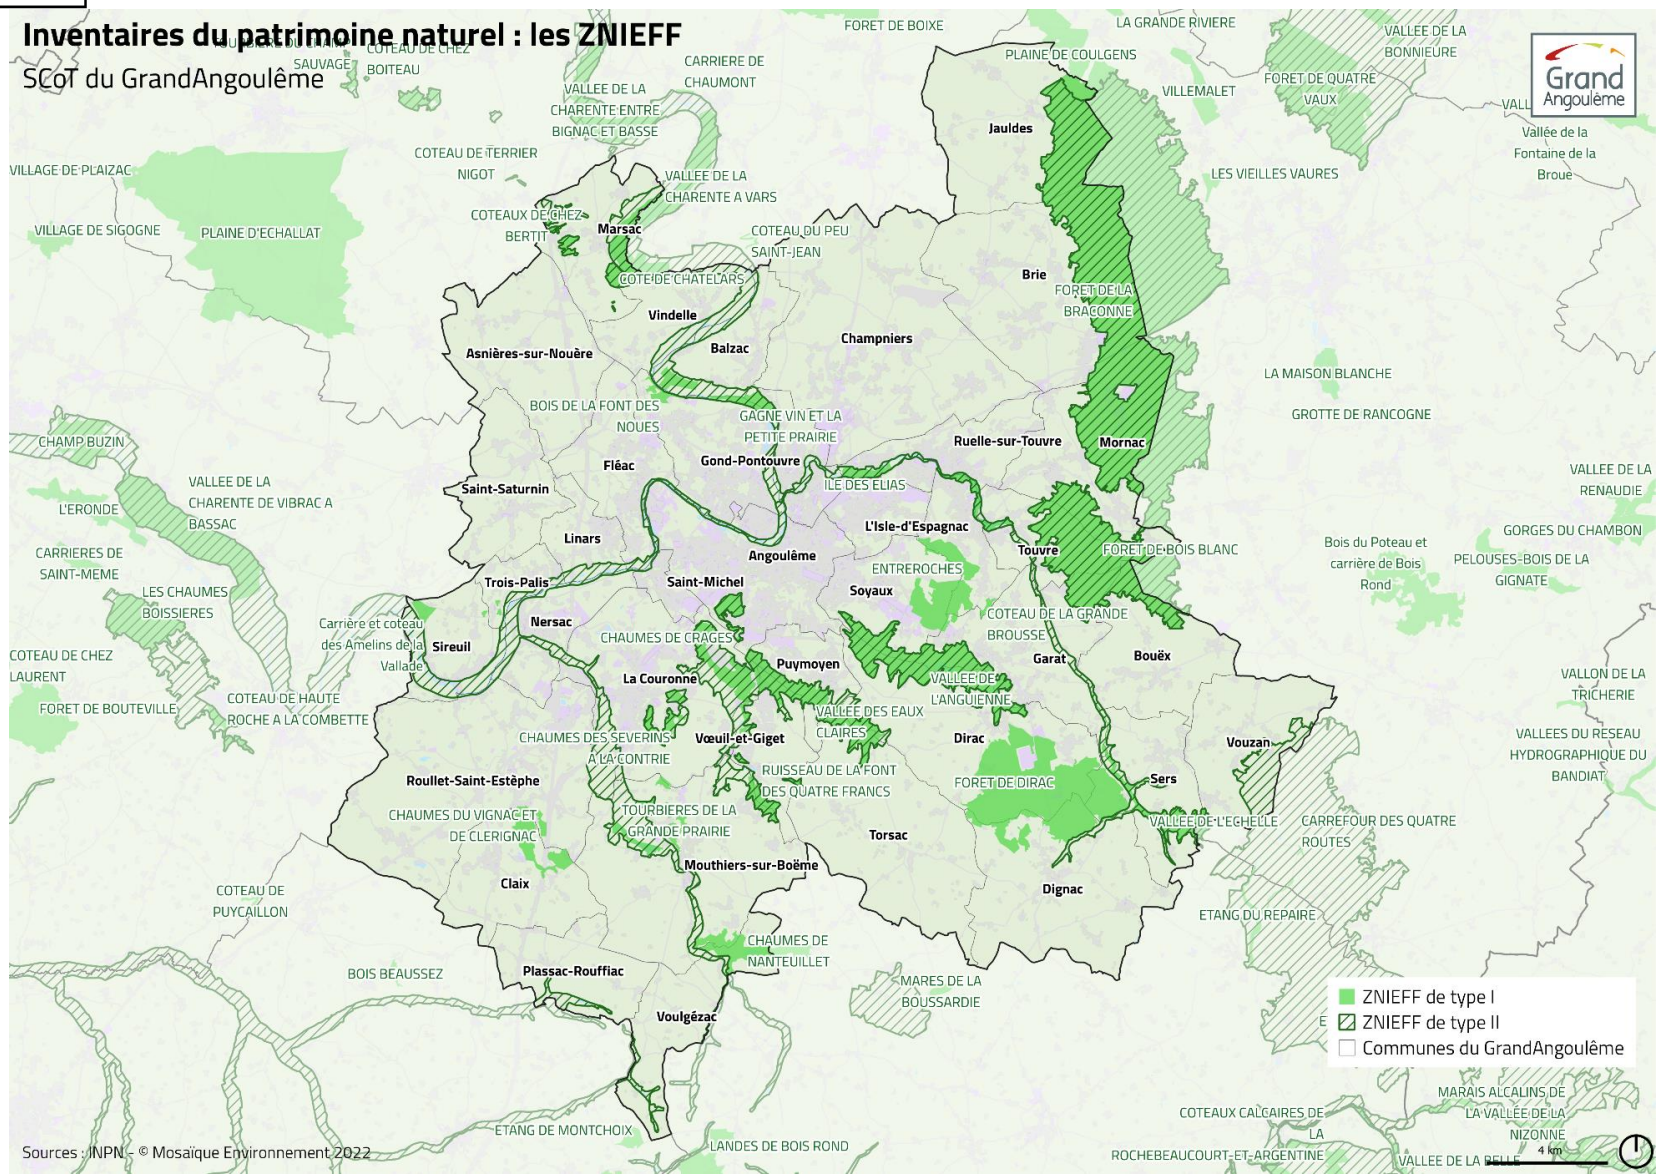 Inventaires du patrimoine naturel : les ZNIEFF
SCoT du GrandAngoulême
SAUVAGE
COTEAU DE CHEZ
BOITEAU
VALLEE DE LA
CHARENTE ENTRE
BIGNAC ET BASSE
CARRIERE DE
CHAUMONT
FORET DE BOIXE
LA GRANDE RIVIERE
PLAINE DE COULGENS
VILLEMALET
FORET DE QUATRE
VAUX
VALLEE DE LA
BONNIEURE
Grand
Angoulême
Vallée de la
Fontaine de la
Broue
VILLAGE DE PLAIZAC
COTEAU DE TERRIER
NIGOT
Jauldes
LES VIEILLES VAURES
VALLEE DE LA
CHARENTE A VARS
VILLAGE DE SIGOGNE
PLAINE D'ECHALLAT
COTEAUX DE CHEZ
BERTIT
Marsac
COTEAU DU PEU
SAINT-JEAN
COTE DE CHATELARS
Brie
FORET DE LA
BRACONNE
Vindelle
Balzac
Champniers
Asnières-sur-Nouère
LA MAISON BLANCHE
GROTTE DE RANCOGNE
BOIS DE LA FONT DES
NOUES
GAGNE VIN ET LA
PETITE PRAIRIE
CHAMP BUZIN
Ruelle-sur-Touvre
Mornac
Fléac
Gond-Pontouvre
ILE DES ELIAS
Saint-Saturnin
VALLEE DE LA
CHARENTE DE VIBRAC A
BASSAC
L'ERONDE
VALLEE DE LA
RENAUDIE
GORGES DU CHAMBON
L'Isle-d'Espagnac
Linars
Angoulême
Touvre
FORET DE BOIS BLANC
Bois du Poteau et
carrière de Bois
Rond
PELOUSES-BOIS DE LA
GIGNATE
CARRIERES DE
SAINT-MEME
ENTREROCHES
Trois-Palis
Saint-Michel
Soyaux
LES CHAUMES
BOISSIERES
COTEAU DE LA GRANDE
BROUSSE
Carrière et coteau
des Amelins de la
Vallade
Nersac
Sireuil
CHAUMES DE CRAGES
Puymoyen
Garat
Bouëx
COTEAU DE CHEZ
LAURENT
La Couronne
VALLEE DE
L'ANGUIENNE
VALLON DE LA
TRICHERIE
FORET DE BOUTEVILLE
COTEAU DE HAUTE
ROCHE A LA COMBETTE
VALLEE DES EAUX
CLAIRES
CHAUMES DES SEVERINS
A LA CONTRIE
Vœuil-et-Giget
Dirac
Vouzan
VALLEES DU RESEAU
HYDROGRAPHIQUE DU
BANDIAT
Roullet-Saint-Estèphe
RUISSEAU DE LA FONT
DES QUATRE FRANCS
FORET DE DIRAC
Sers
CHAUMES DU VIGNAC ET
DE CLERIGNAC
TOURBIERES DE LA
GRANDE PRAIRIE
Torsac
VALLEE DE L'ECHELLE
CARREFOUR DES QUATRE
ROUTES
Mouthiers-sur-Boëme
Claix
Dignac
COTEAU DE
PUYCAILLON
ETANG DU REPAIRE
CHAUMES DE
NANTEUILLET
BOIS BEAUSSEZ
Plassac-Rouffiac
MARES DE LA
BOUSSARDIE
Voulgézac
ZNIEFF de type I
ZNIEFF de type II
Communes du GrandAngoulême
MARAIS ALCALINS DE
LA VALLÉE DE LA
NIZONNE
COTEAUX CALCAIRES DE
LA
ROCHEBEAUCOURT-ET-ARGENTINE
ETANG DE MONTCHOIX
LANDES DE BOIS ROND
VALLEE DE LA BELLE
4 km
Sources : INPN - © Mosaïque Environnement 2022